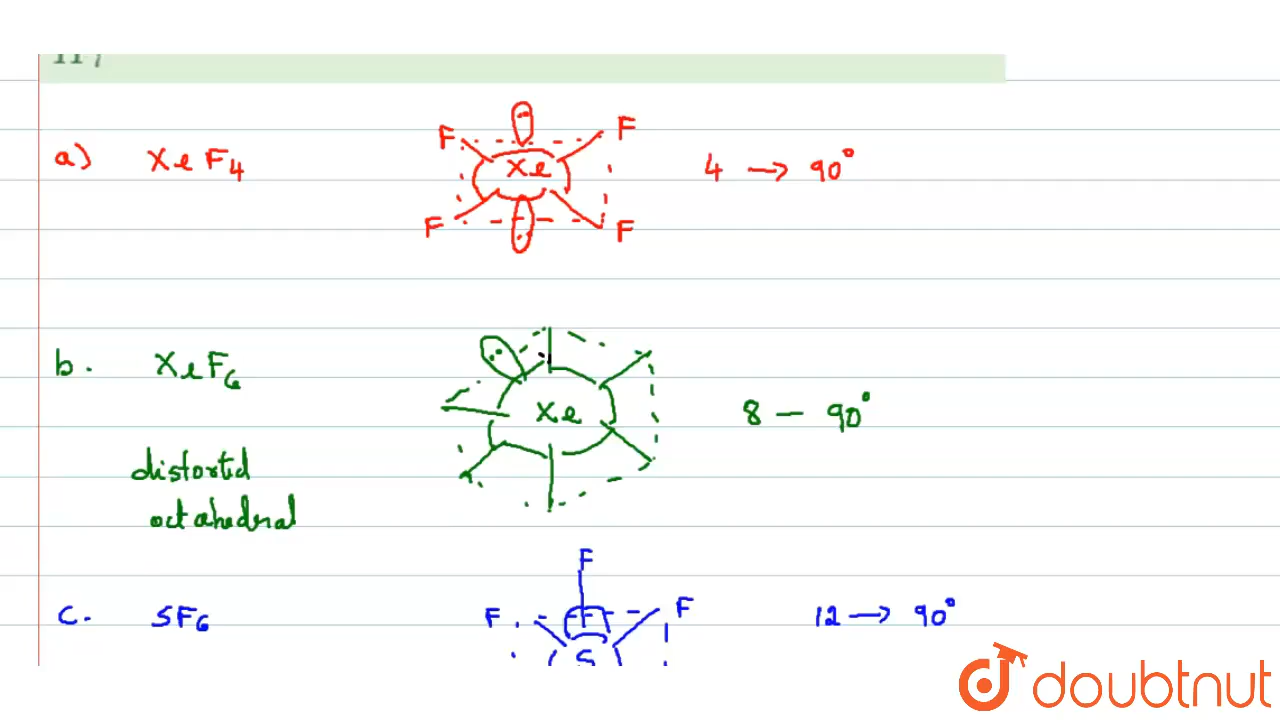 a) XeF4 F F Xe F F 4 → 90°
b. XeF6 Xe 8 — 90°
distorted
octahedral
F
c. SF6 F F 12 → 90°
S
doubtnut